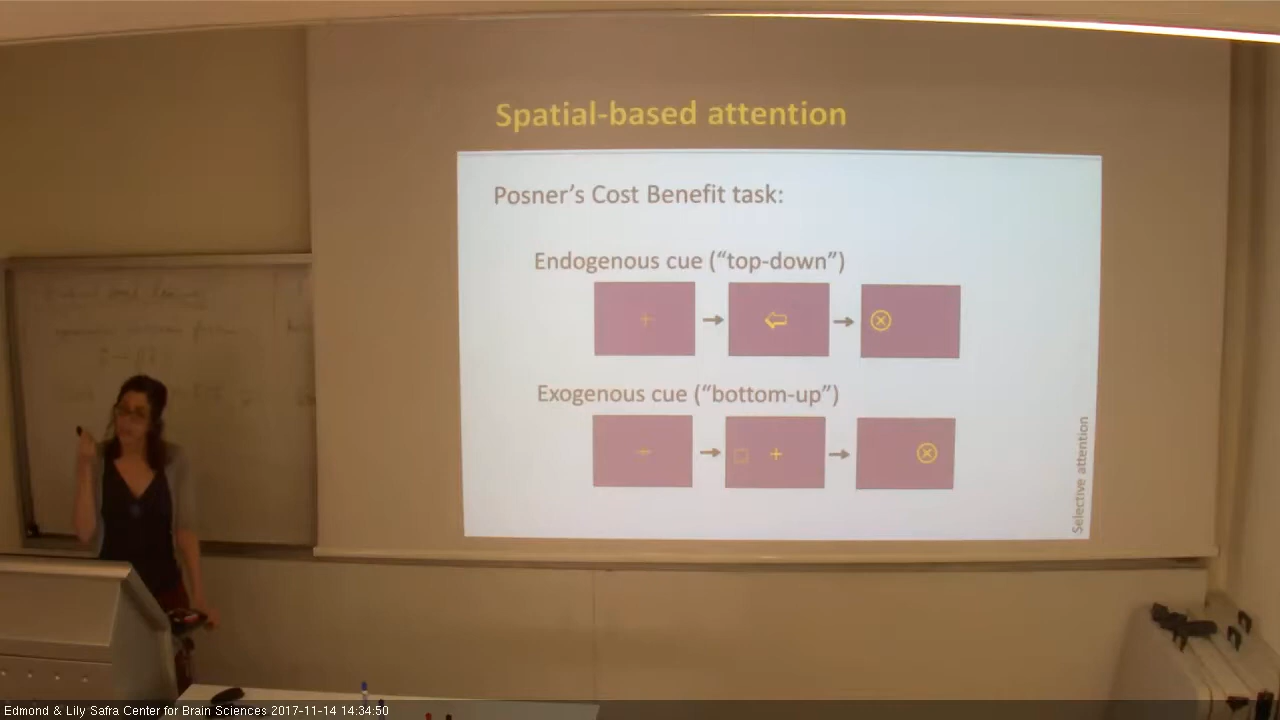 Spatial-based attention
Posner's Cost Benefit task:
Endogenous cue (“top-down”)
Exogenous cue (“bottom-up”)
Selective attention
Edmond & Lily Safra Center for Brain Sciences 2017-11-14 14:34:50